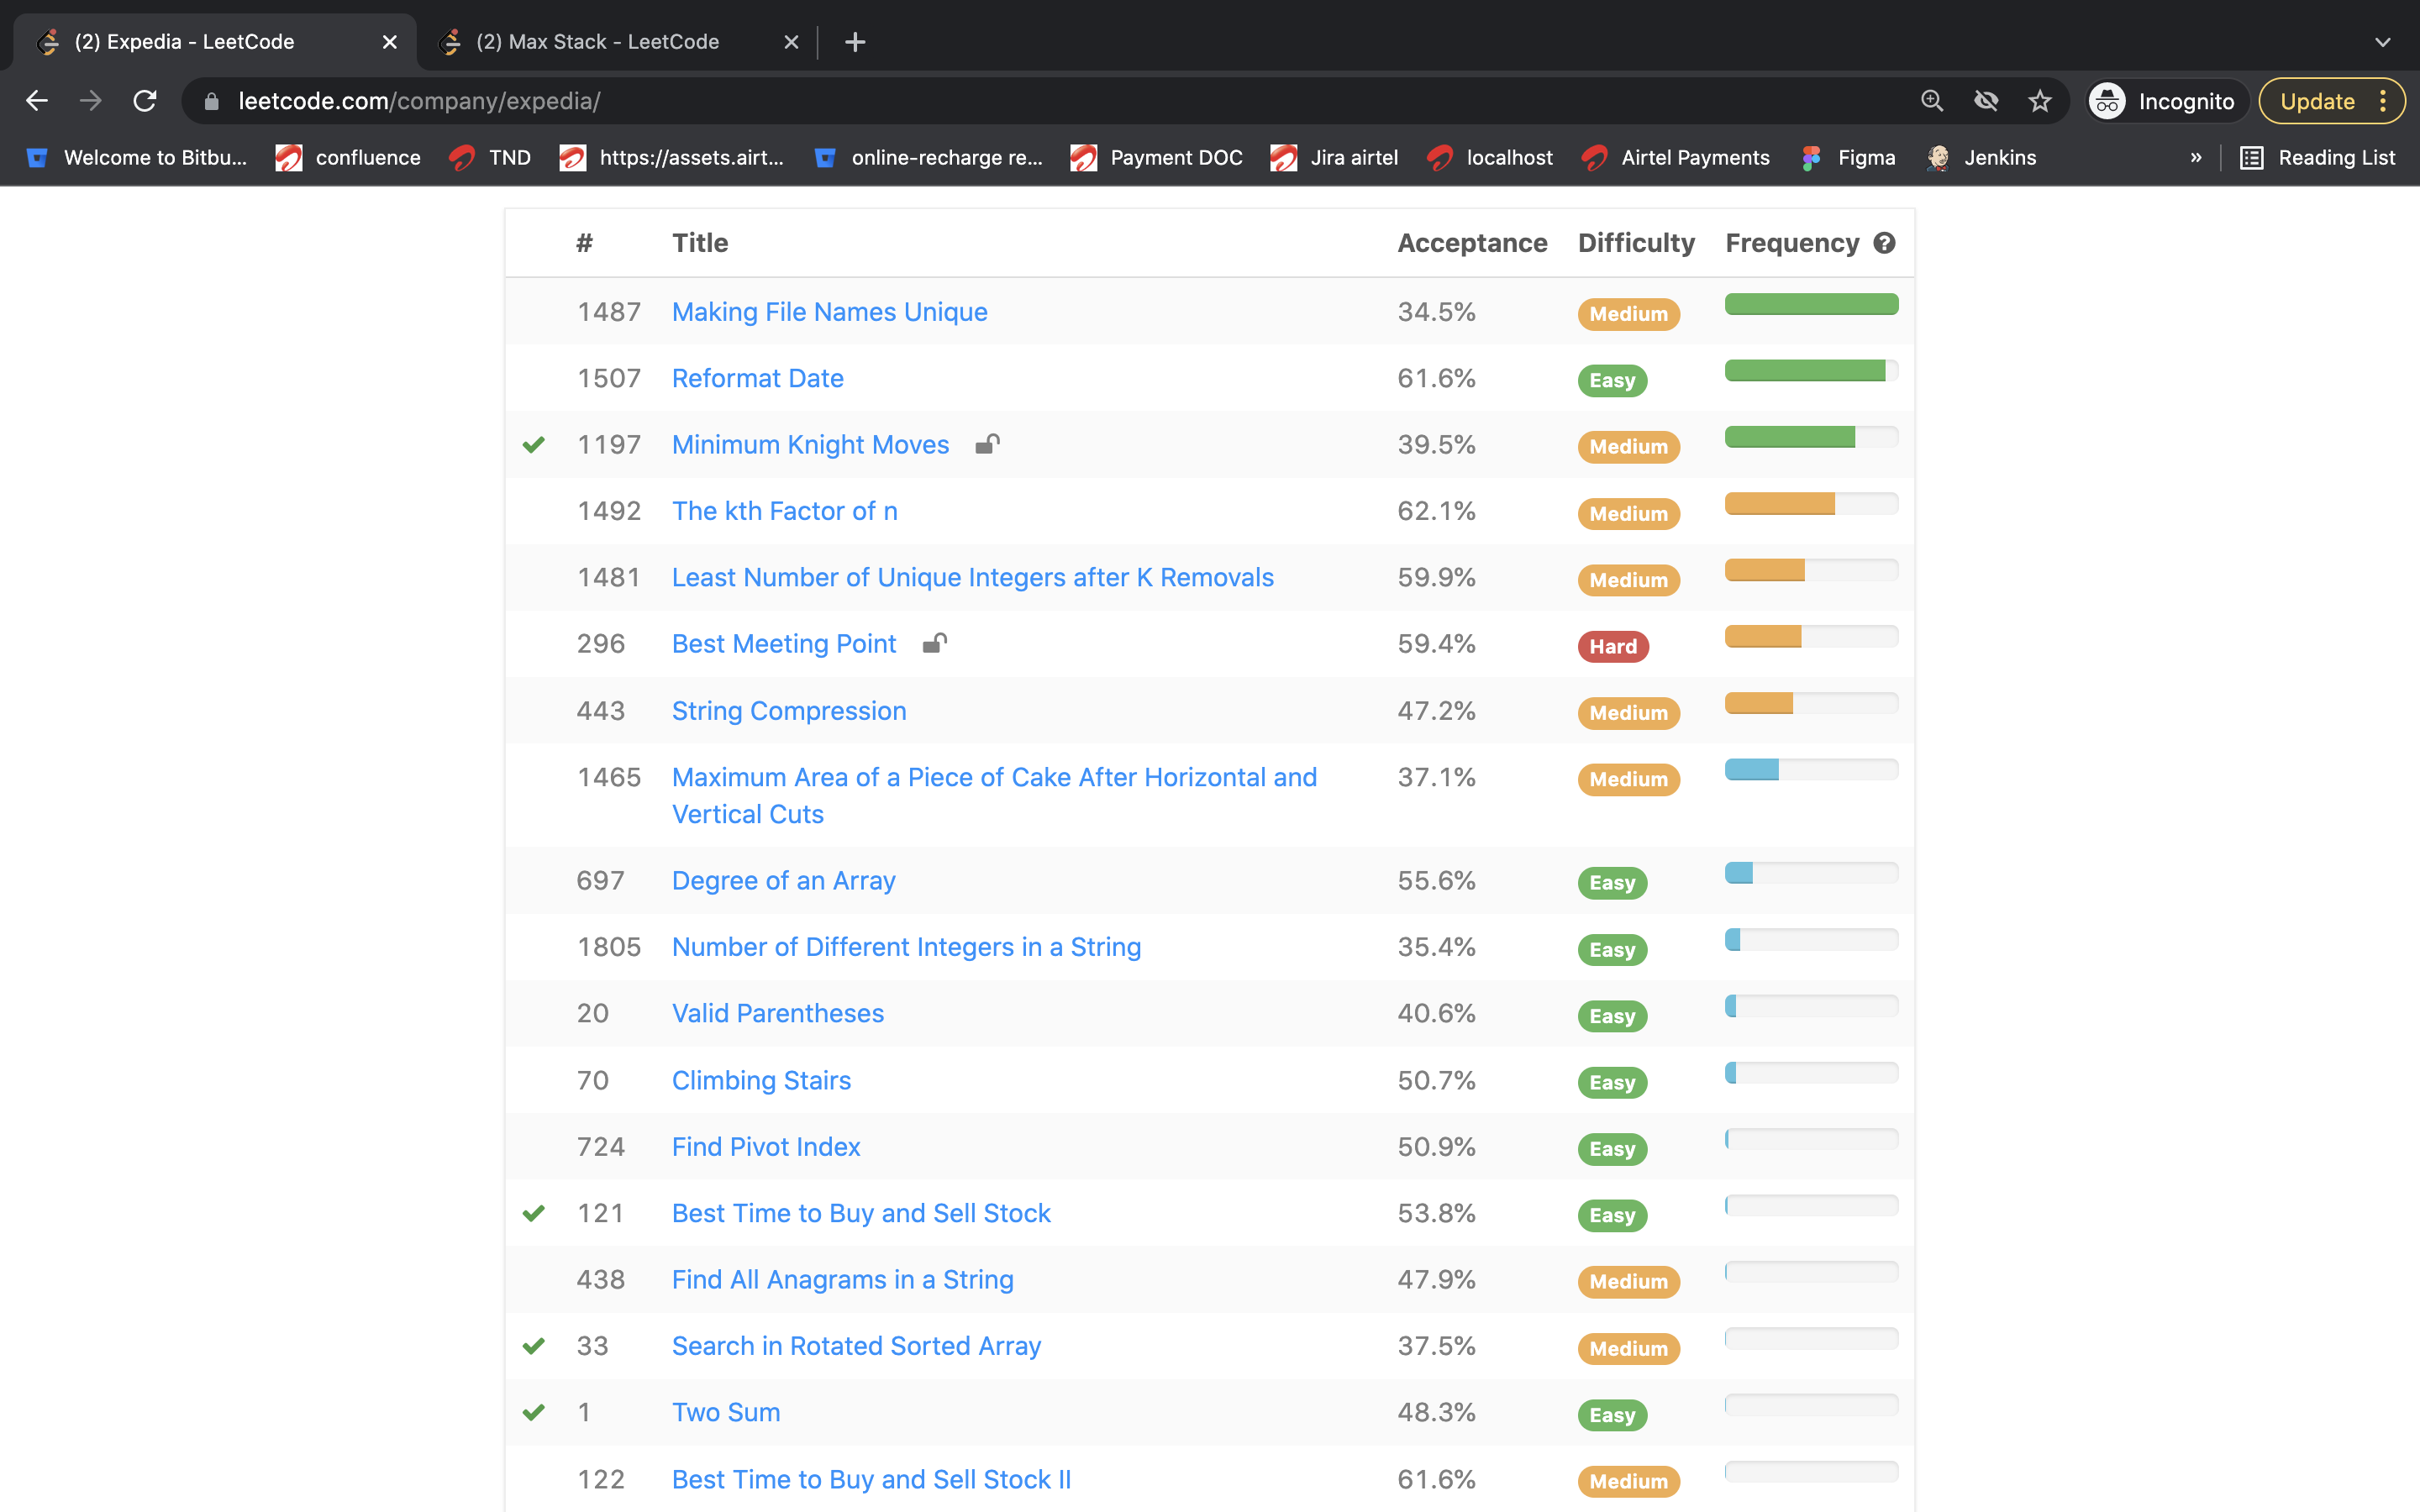 (2) Expedia - LeetCode (2) Max Stack - LeetCode
leetcode.com/company/expedia/ Incognito Update
Welcome to Bitbu... confluence TND https://assets.airt... online-recharge re... Payment DOC Jira airtel localhost Airtel Payments Figma Jenkins » Reading List
# Title Acceptance Difficulty Frequency ?
1487 Making File Names Unique 34.5% Medium
1507 Reformat Date 61.6% Easy
1197 Minimum Knight Moves 39.5% Medium
1492 The kth Factor of n 62.1% Medium
1481 Least Number of Unique Integers after K Removals 59.9% Medium
296 Best Meeting Point 59.4% Hard
443 String Compression 47.2% Medium
1465 Maximum Area of a Piece of Cake After Horizontal and 37.1% Medium
Vertical Cuts
697 Degree of an Array 55.6% Easy
1805 Number of Different Integers in a String 35.4% Easy
20 Valid Parentheses 40.6% Easy
70 Climbing Stairs 50.7% Easy
724 Find Pivot Index 50.9% Easy
121 Best Time to Buy and Sell Stock 53.8% Easy
438 Find All Anagrams in a String 47.9% Medium
33 Search in Rotated Sorted Array 37.5% Medium
1 Two Sum 48.3% Easy
122 Best Time to Buy and Sell Stock II 61.6% Medium